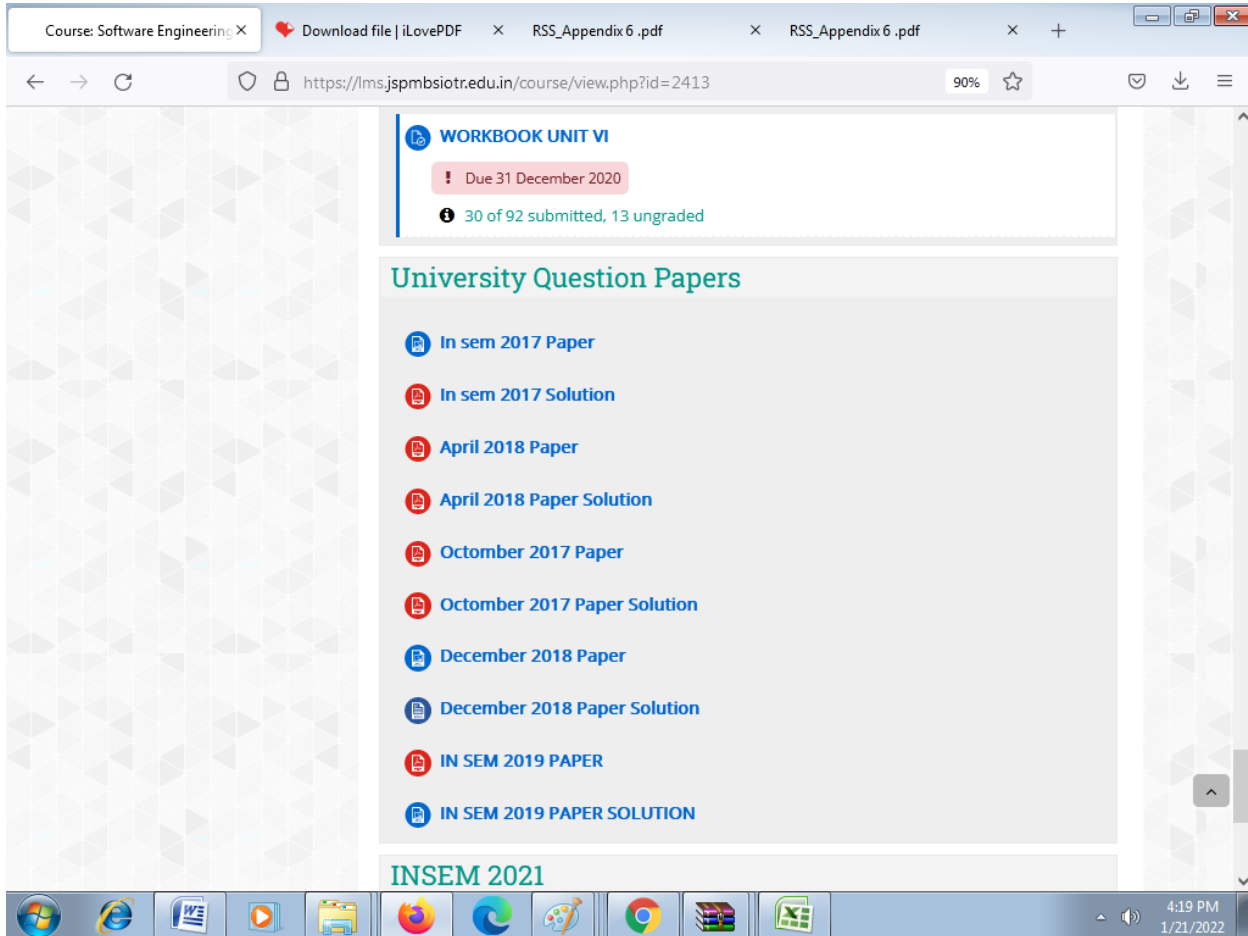 Course: Software Engineering
Download file | iLovePDF
RSS_Appendix 6 .pdf
RSS_Appendix 6 .pdf
https://lms.jspmbsiotr.edu.in/course/view.php?id=2413
90%
WORKBOOK UNIT VI
! Due 31 December 2020
30 of 92 submitted, 13 ungraded
University Question Papers
In sem 2017 Paper
In sem 2017 Solution
April 2018 Paper
April 2018 Paper Solution
Octomber 2017 Paper
Octomber 2017 Paper Solution
December 2018 Paper
December 2018 Paper Solution
IN SEM 2019 PAPER
IN SEM 2019 PAPER SOLUTION
INSEM 2021
4:19 PM
1/21/2022